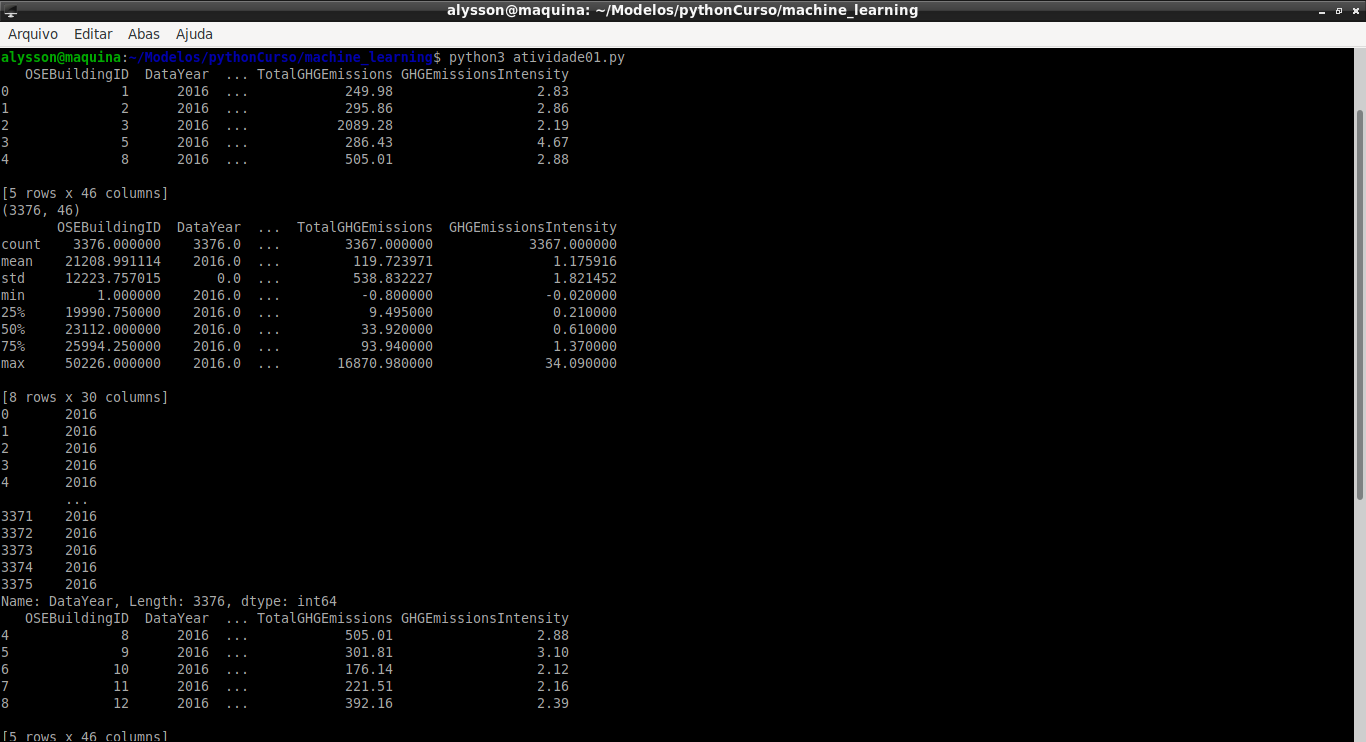 alysson@maquina: ~/Modelos/pythonCurso/machine_learning
Arquivo Editar Abas Ajuda
alysson@maquina:~/Modelos/pythonCurso/machine_learning$ python3 atividade01.py
   OSEBuildingID  DataYear  ... TotalGHGEmissions GHGEmissionsIntensity
0              1      2016  ...            249.98                  2.83
1              2      2016  ...            295.86                  2.86
2              3      2016  ...           2089.28                  2.19
3              5      2016  ...            286.43                  4.67
4              8      2016  ...            505.01                  2.88
[5 rows x 46 columns]
(3376, 46)
       OSEBuildingID  DataYear  ...  TotalGHGEmissions  GHGEmissionsIntensity
count    3376.000000    3376.0  ...        3367.000000            3367.000000
mean    21208.991114    2016.0  ...         119.723971               1.175916
std     12223.757015       0.0  ...         538.832227               1.821452
min         1.000000    2016.0  ...          -0.800000              -0.020000
25%     19990.750000    2016.0  ...           9.495000               0.210000
50%     23112.000000    2016.0  ...          33.920000               0.610000
75%     25994.250000    2016.0  ...          93.940000               1.370000
max     50226.000000    2016.0  ...       16870.980000              34.090000
[8 rows x 30 columns]
0       2016
1       2016
2       2016
3       2016
4       2016
        ...
3371    2016
3372    2016
3373    2016
3374    2016
3375    2016
Name: DataYear, Length: 3376, dtype: int64
   OSEBuildingID  DataYear  ... TotalGHGEmissions GHGEmissionsIntensity
4              8      2016  ...            505.01                  2.88
5              9      2016  ...            301.81                  3.10
6             10      2016  ...            176.14                  2.12
7             11      2016  ...            221.51                  2.16
8             12      2016  ...            392.16                  2.39
[5 rows x 46 columns]